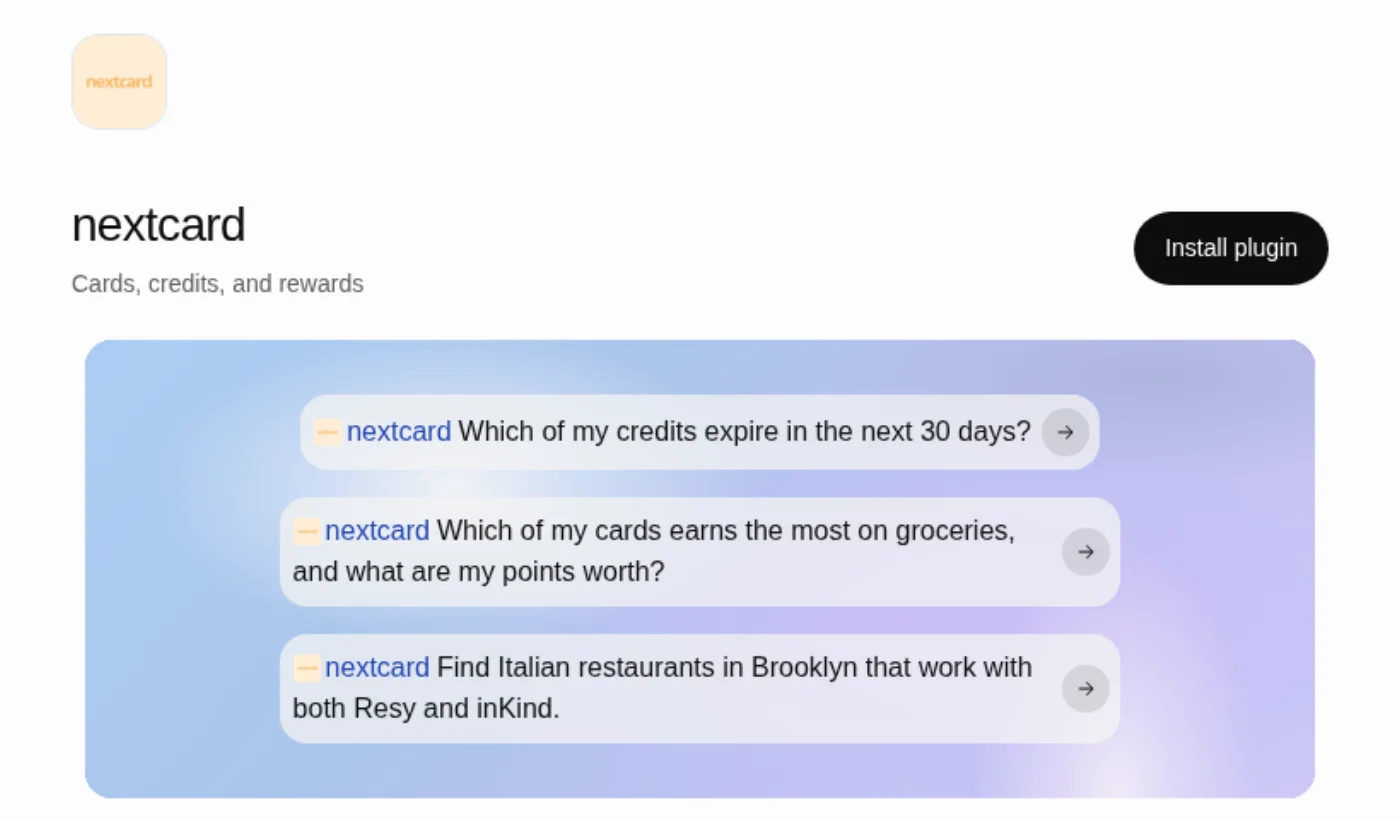 nextcard
nextcard
Install plugin
Cards, credits, and rewards
nextcard Which of my credits expire in the next 30 days?
nextcard Which of my cards earns the most on groceries,
and what are my points worth?
nextcard Find Italian restaurants in Brooklyn that work with
both Resy and inKind.